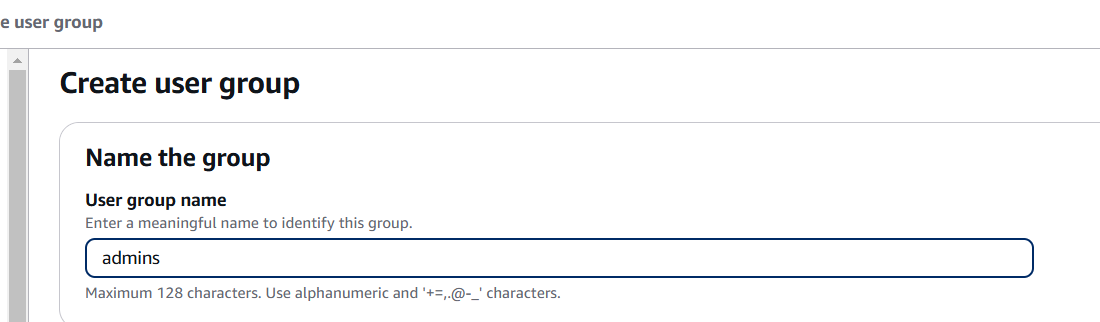 e user group
Create user group
Name the group
User group name
Enter a meaningful name to identify this group.
admins
Maximum 128 characters. Use alphanumeric and '+=,.@-_' characters.